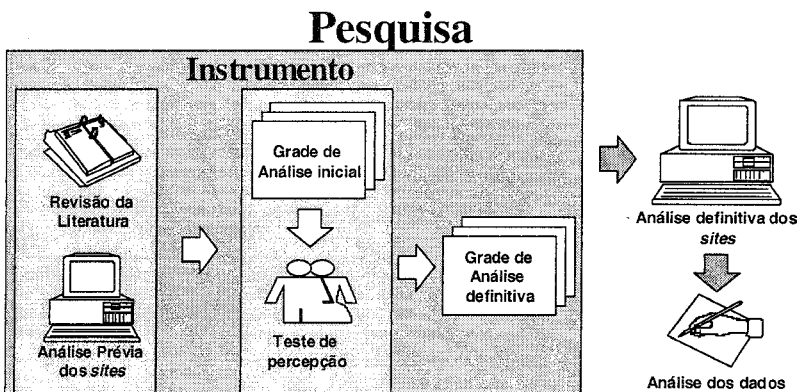 Pesquisa
Instrumento
Revisão da
Literatura
Análise Prévia
dos sites
Grade de
Análise inicial
Teste de
percepção
Grade de
Análise
definitiva
Análise definitiva dos
sites
Análise dos dados